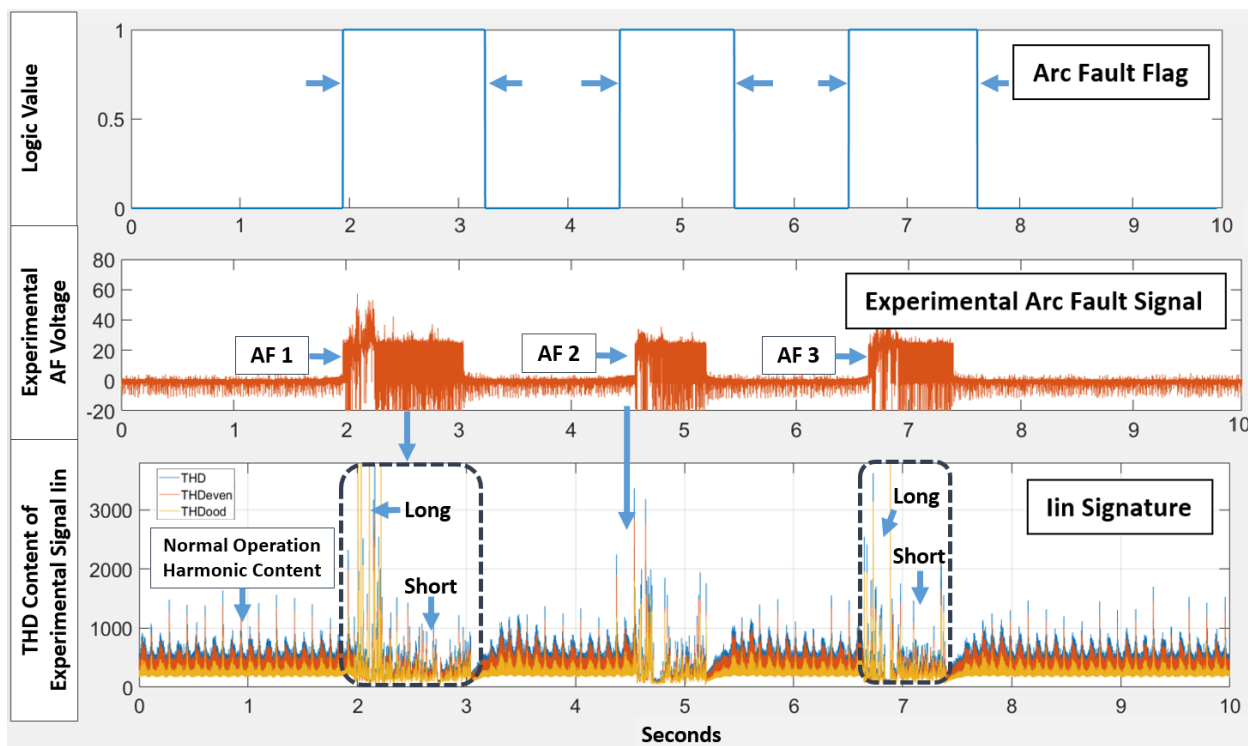 Logic Value
1
0.5
0
Arc Fault Flag
0 1 2 3 4 5 6 7 8 9 10
Experimental
AF Voltage
80
60
40
20
0
-20
Experimental Arc Fault Signal
AF 1
AF 2
AF 3
0 1 2 3 4 5 6 7 8 9 10
THD Content of
Experimental Signal Iin
3000
2000
1000
0
THD
THDeven
THDood
Normal Operation
Harmonic Content
Long
Short
Long
Short
Iin Signature
0 1 2 3 4 5 6 7 8 9 10
Seconds